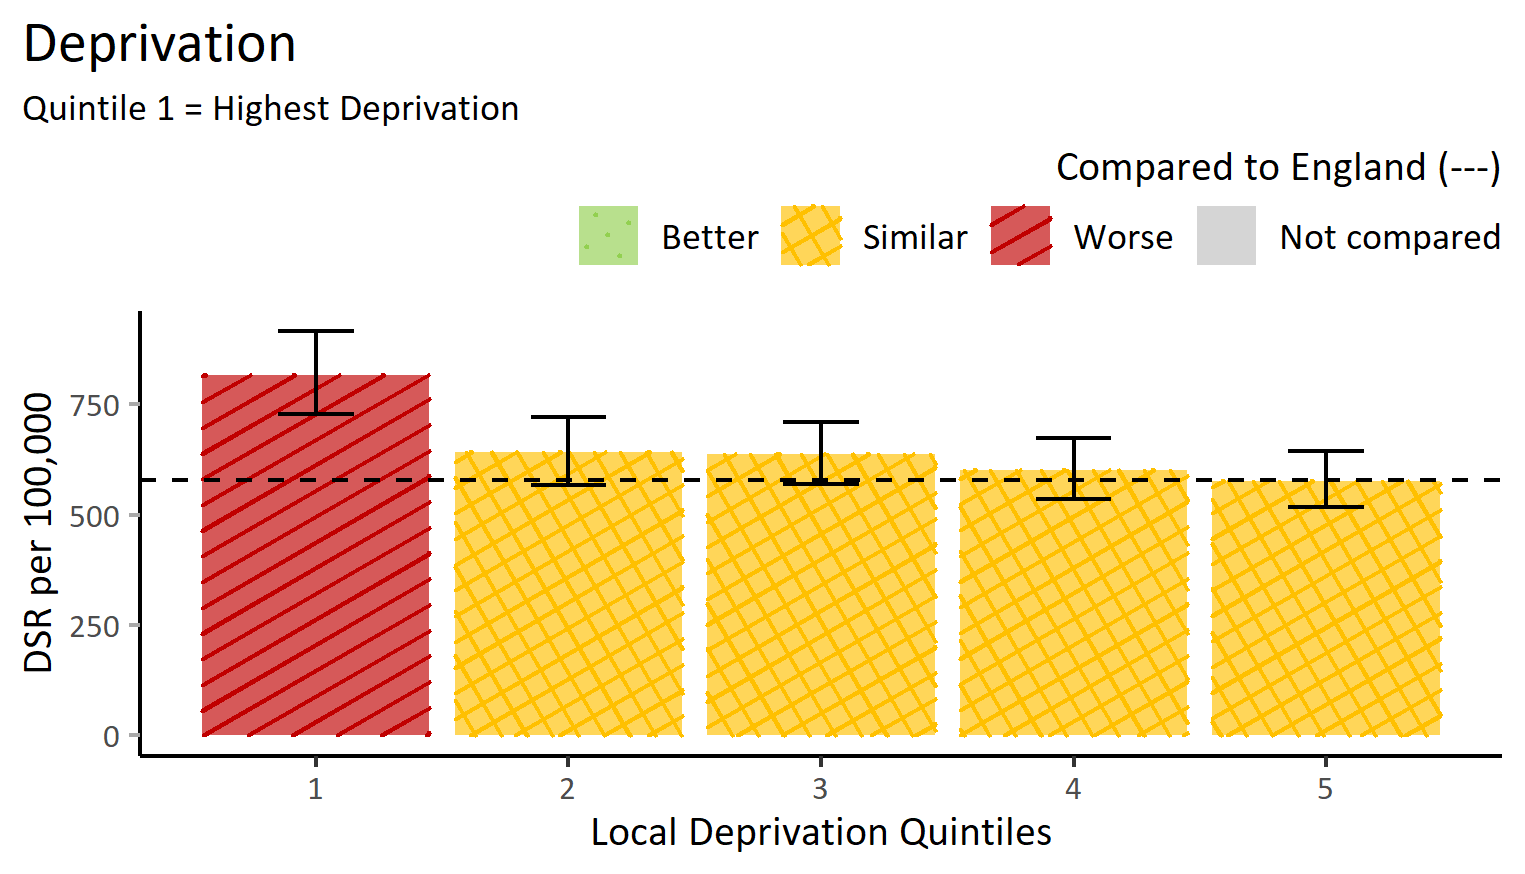 Deprivation
Quintile 1 = Highest Deprivation
Compared to England (---)
Better Similar Worse Not compared
DSR per 100,000
750
500
250
0
1 2 3 4 5
Local Deprivation Quintiles